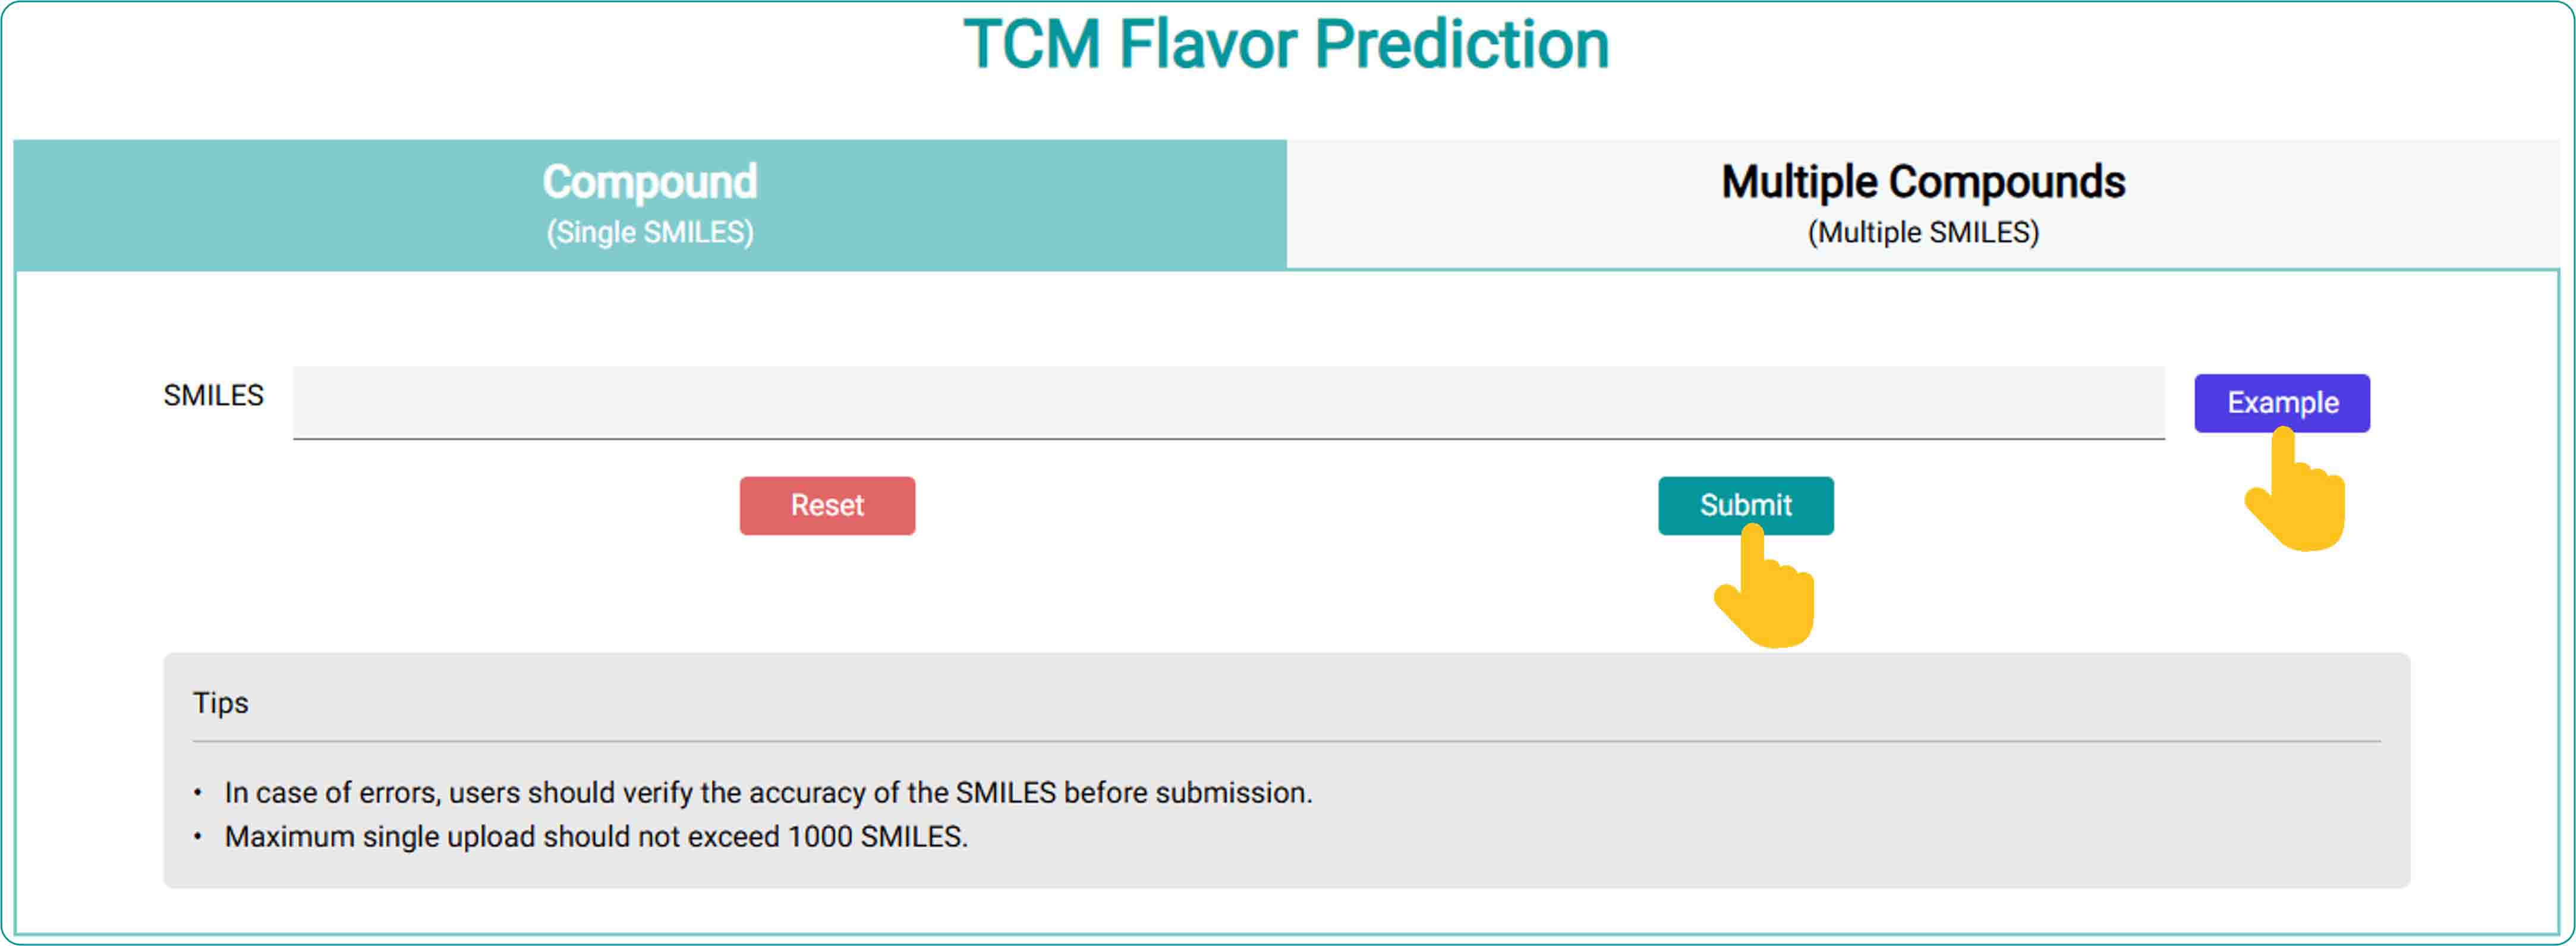 TCM Flavor Prediction
Compound
(Single SMILES)
Multiple Compounds
(Multiple SMILES)
SMILES
Example
Reset
Submit
Tips
• In case of errors, users should verify the accuracy of the SMILES before submission.
• Maximum single upload should not exceed 1000 SMILES.